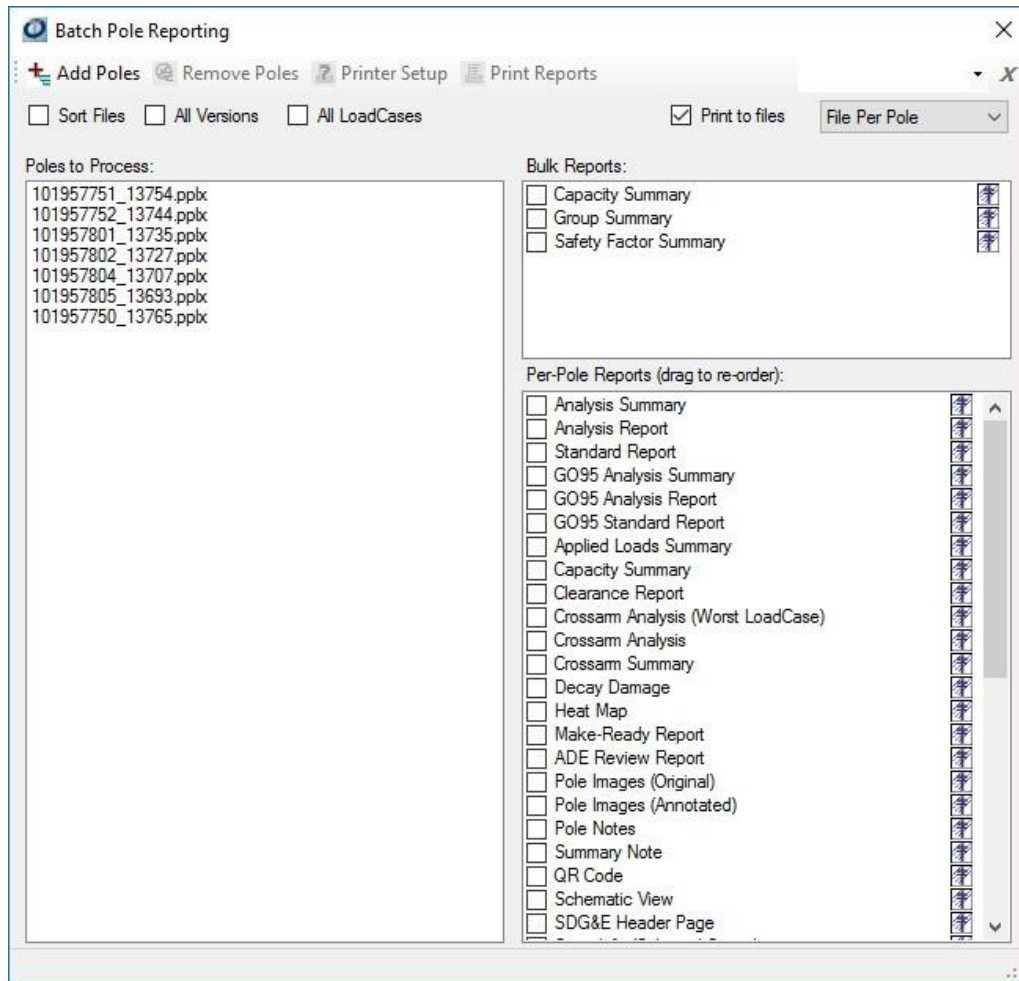 Batch Pole Reporting
Add Poles Remove Poles Printer Setup Print Reports X
Sort Files All Versions All LoadCases Print to files File Per Pole
Poles to Process:
101957751_13754.pplx
101957752_13744.pplx
101957801_13735.pplx
101957802_13727.pplx
101957804_13707.pplx
101957805_13693.pplx
101957750_13765.pplx
Bulk Reports:
Capacity Summary
Group Summary
Safety Factor Summary
Per-Pole Reports (drag to re-order):
Analysis Summary
Analysis Report
Standard Report
GO95 Analysis Summary
GO95 Analysis Report
GO95 Standard Report
Applied Loads Summary
Capacity Summary
Clearance Report
Crossarm Analysis (Worst LoadCase)
Crossarm Analysis
Crossarm Summary
Decay Damage
Heat Map
Make-Ready Report
ADE Review Report
Pole Images (Original)
Pole Images (Annotated)
Pole Notes
Summary Note
QR Code
Schematic View
SDG&E Header Page